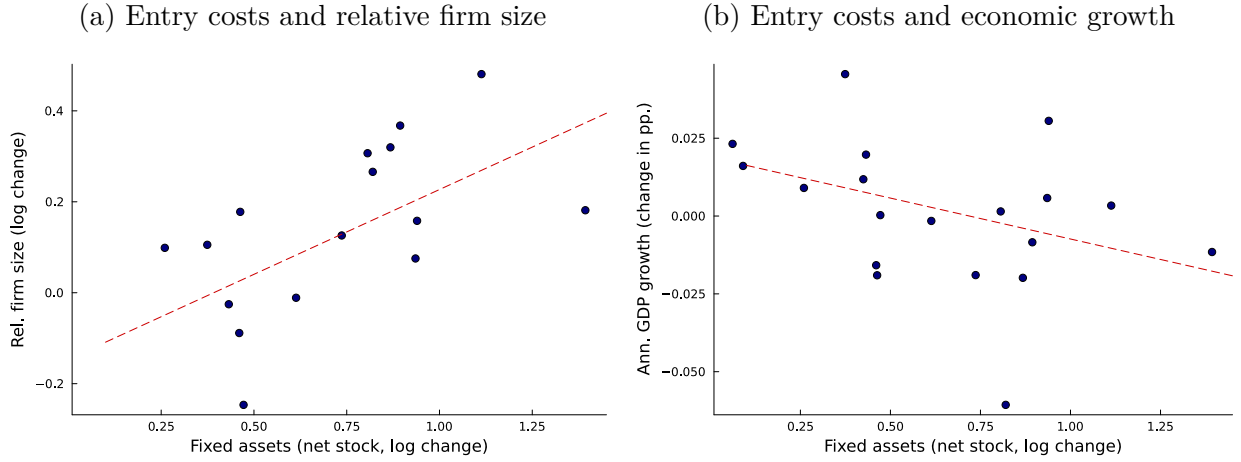 (a) Entry costs and relative firm size
Rel. firm size (log change)
0.4
0.2
0.0
−0.2
0.25 0.50 0.75 1.00 1.25
Fixed assets (net stock, log change)
(b) Entry costs and economic growth
Ann. GDP growth (change in pp.)
0.025
0.000
−0.025
−0.050
0.25 0.50 0.75 1.00 1.25
Fixed assets (net stock, log change)